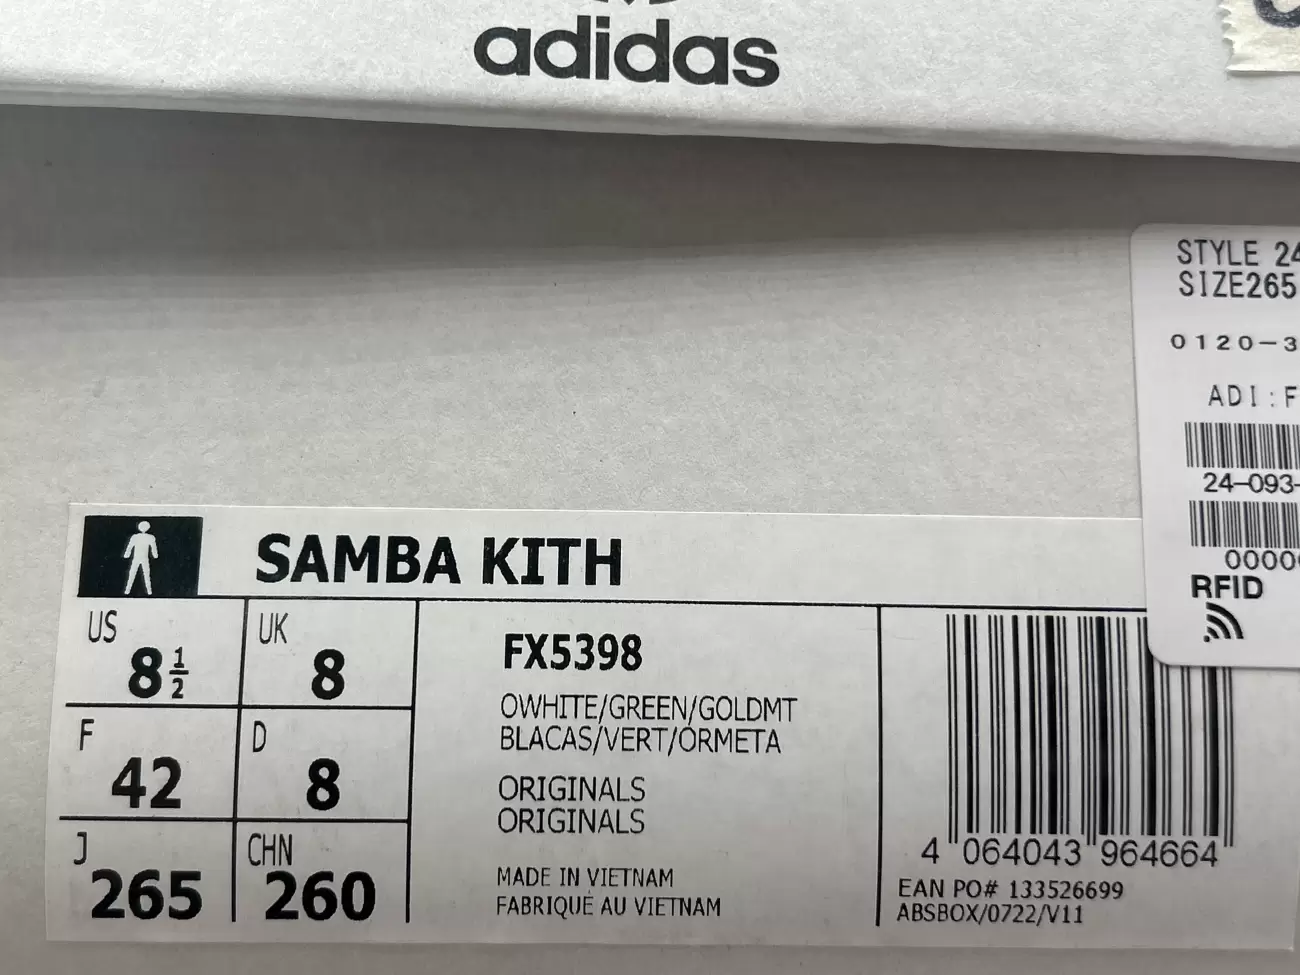 adidas
STYLE 24
SIZE265
0120-3
ADI:F
24-093-
0000
RFID
SAMBA KITH
US
8 1/2
UK
8
F
42
D
8
J
265
CHN
260
FX5398
OWHITE/GREEN/GOLDMT
BLACAS/VERT/ORMETA
ORIGINALS
ORIGINALS
MADE IN VIETNAM
FABRIQUÉ AU VIETNAM
4 064043 964664
EAN PO# 133526699
ABSBOX/0722/V11